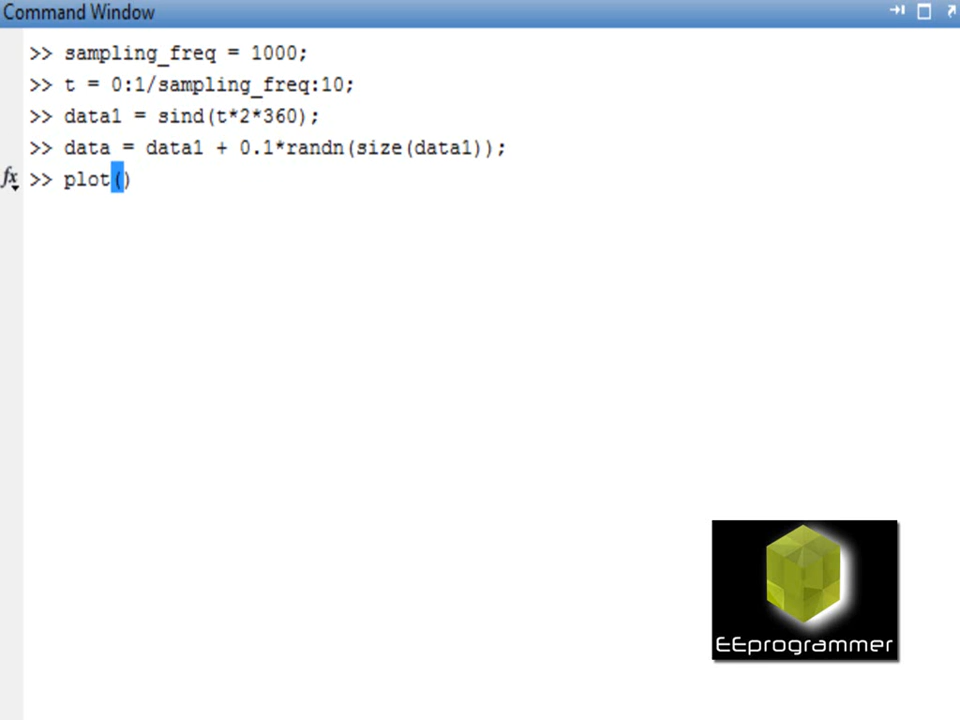 Command Window
>> sampling_freq = 1000;
>> t = 0:1/sampling_freq:10;
>> data1 = sind(t*2*360);
>> data = data1 + 0.1*randn(size(data1));
fx >> plot()
EEprogrammer